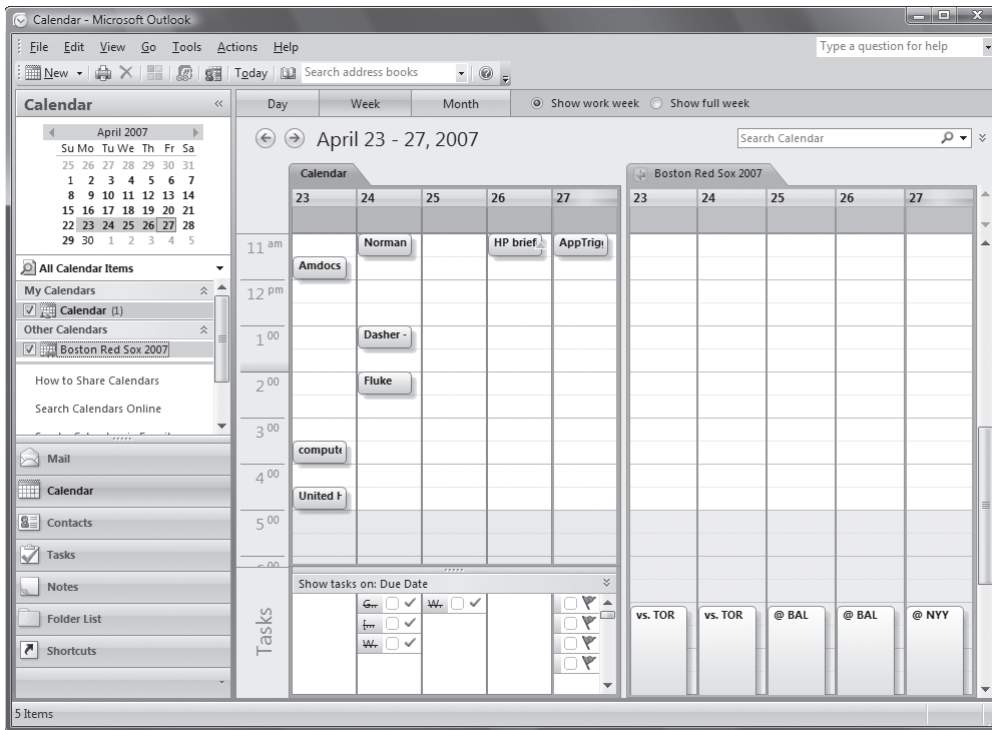 Calendar - Microsoft Outlook
File Edit View Go Tools Actions Help
Type a question for help
New Today Search address books
Calendar «
Day Week Month Show work week Show full week
April 2007
Su Mo Tu We Th Fr Sa
25 26 27 28 29 30 31
1 2 3 4 5 6 7
8 9 10 11 12 13 14
15 16 17 18 19 20 21
22 23 24 25 26 27 28
29 30 1 2 3 4 5
All Calendar Items
My Calendars
Calendar (1)
Other Calendars
Boston Red Sox 2007
How to Share Calendars
Search Calendars Online
Mail
Calendar
Contacts
Tasks
Notes
Folder List
Shortcuts
April 23 - 27, 2007
Search Calendar
Calendar
Boston Red Sox 2007
23 24 25 26 27
23 24 25 26 27
11 am
Norman HP brief AppTrig
Amdocs
12 pm
1 00
Dasher -
2 00
Fluke
3 00
compute
4 00
United H
5 00
Tasks
Show tasks on: Due Date
G... W...
W...
vs. TOR vs. TOR @ BAL @ BAL @ NYY
5 Items